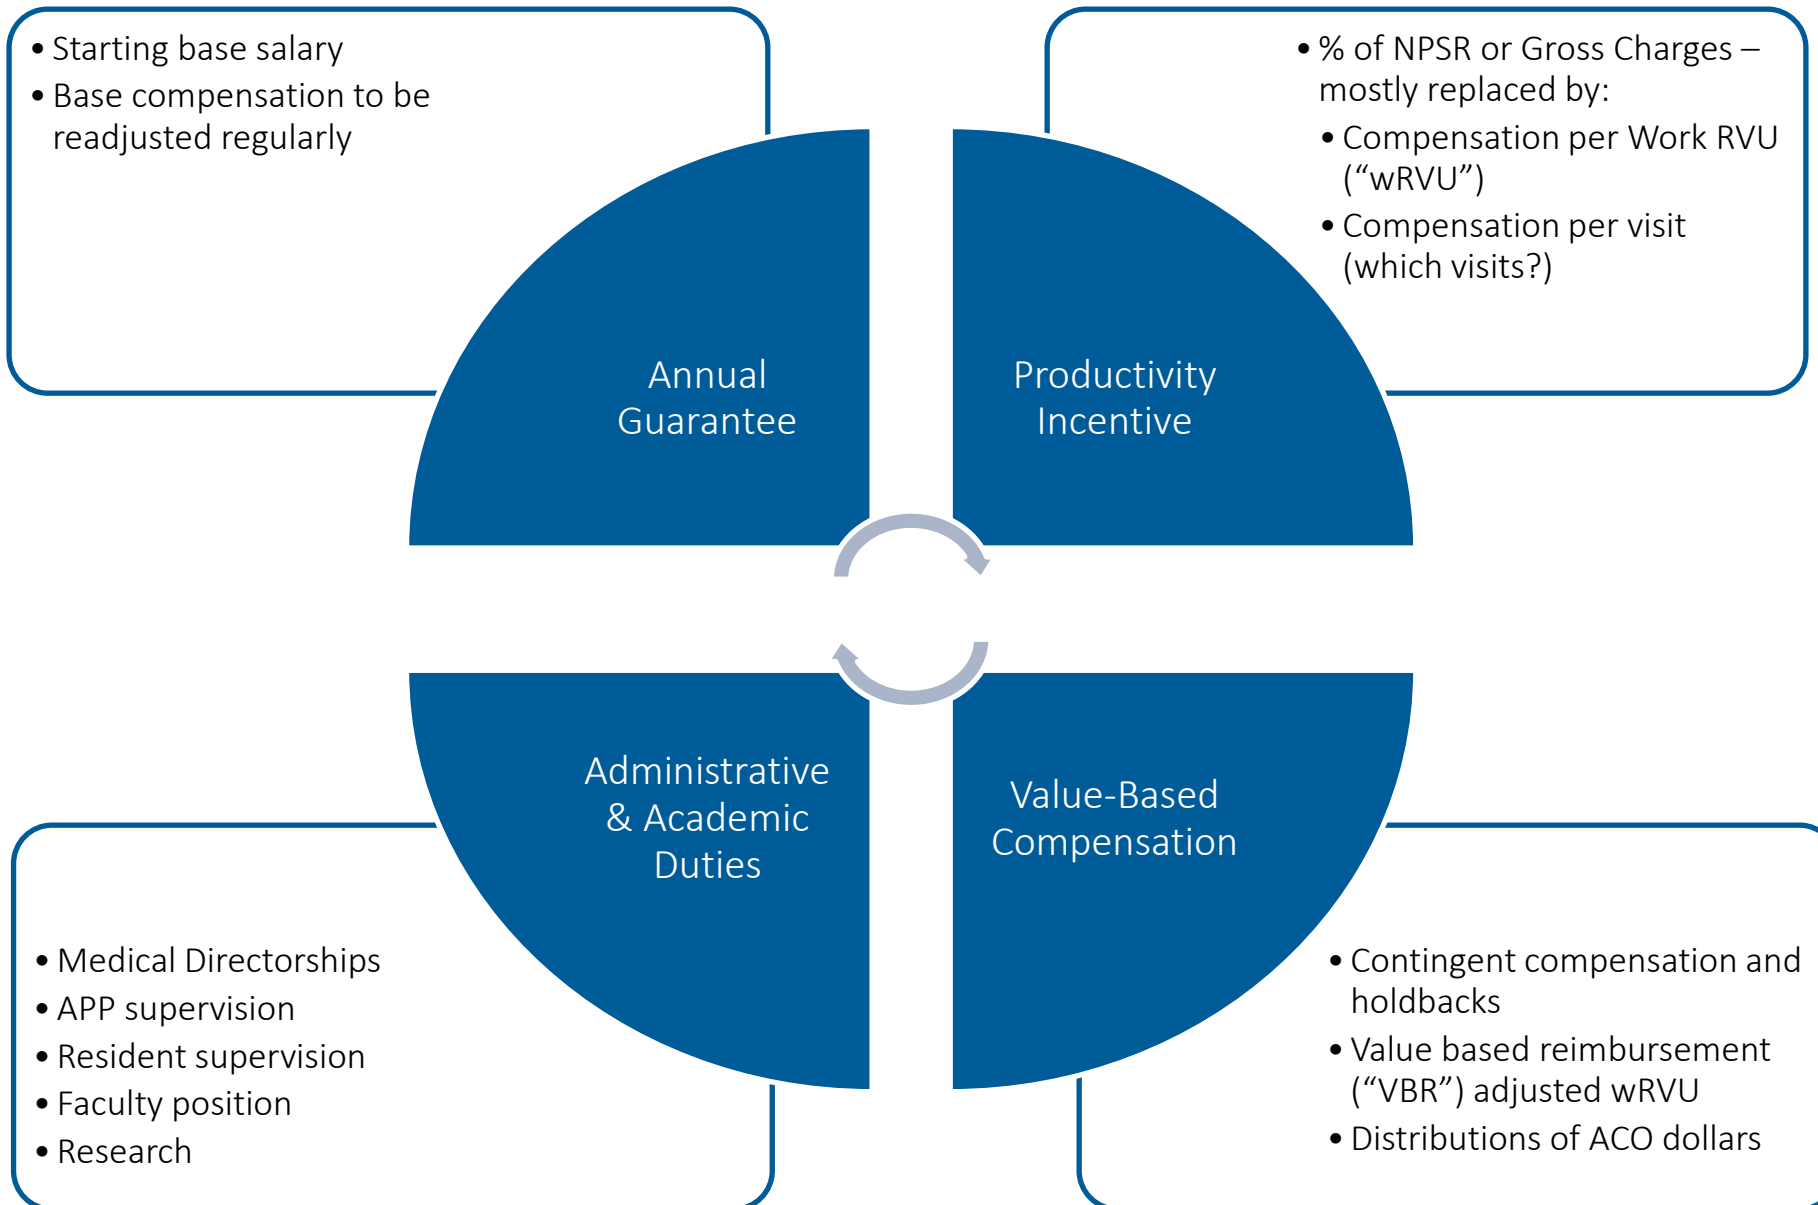 • Starting base salary
• Base compensation to be
readjusted regularly
• % of NPSR or Gross Charges –
mostly replaced by:
• Compensation per Work RVU
(“wRVU”)
• Compensation per visit
(which visits?)
Annual
Guarantee
Productivity
Incentive
Administrative
& Academic
Duties
Value-Based
Compensation
• Medical Directorships
• APP supervision
• Resident supervision
• Faculty position
• Research
• Contingent compensation and
holdbacks
• Value based reimbursement
(“VBR”) adjusted wRVU
• Distributions of ACO dollars